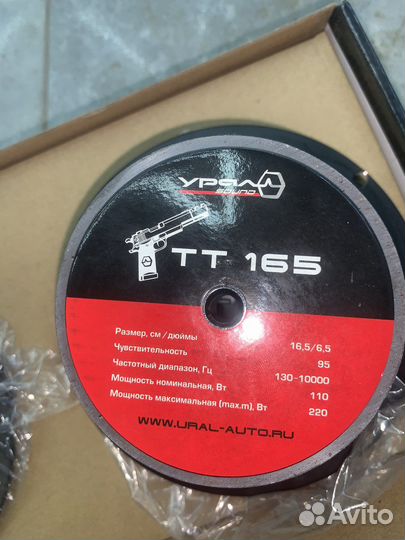 УРАЛ
SOUND
ТТ 165
Размер, см / дюймы 16,5/6,5
Чувствительность 95
Частотный диапазон, Гц 130-10000
Мощность номинальная, Вт 110
Мощность максимальная (max.m), Вт 220
WWW.URAL-AUTO.RU
Avito